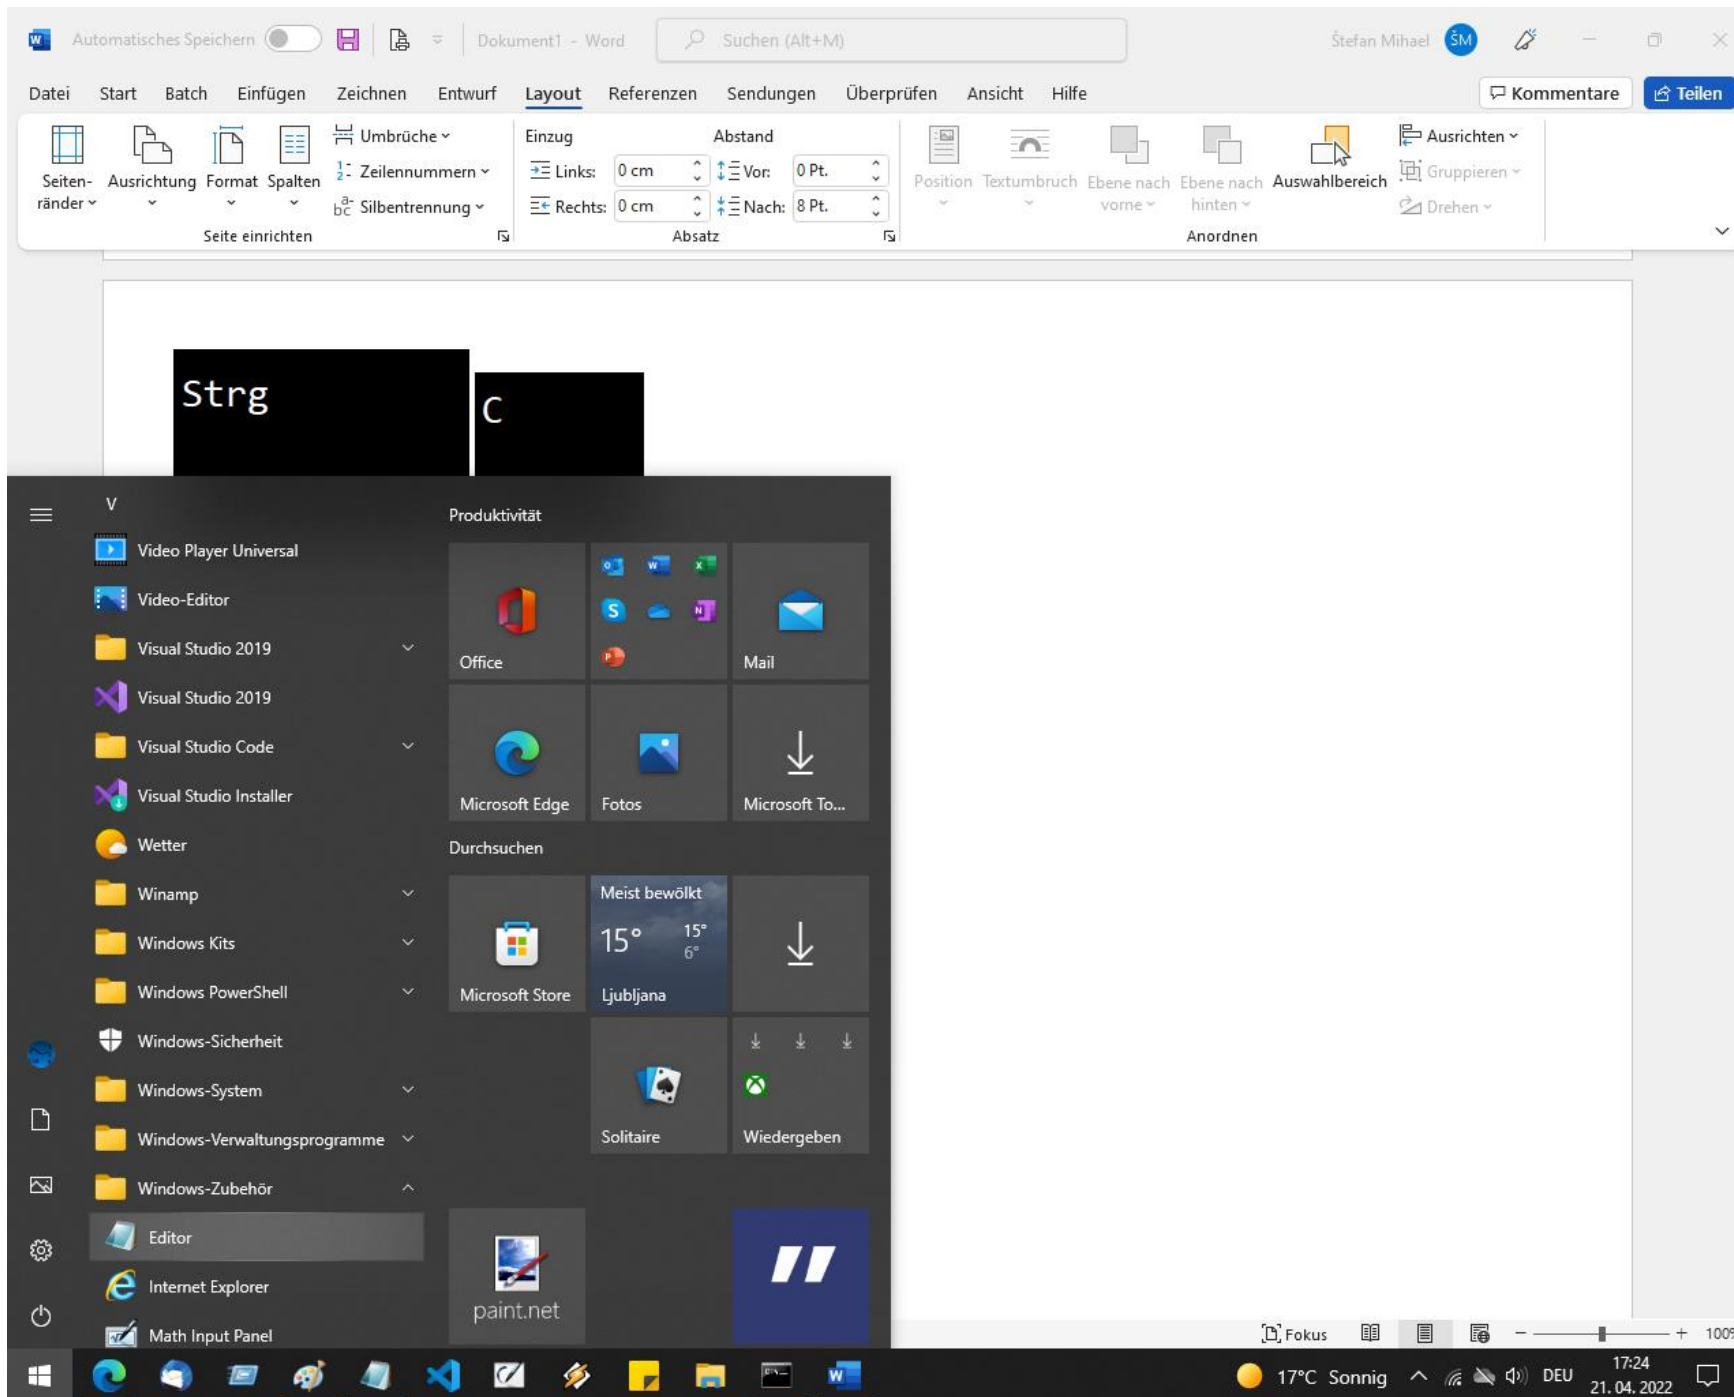 Automatisches Speichern
Dokument1 - Word
Suchen (Alt+M)
Štefan Mihael ŠM
Datei Start Batch Einfügen Zeichnen Entwurf Layout Referenzen Sendungen Überprüfen Ansicht Hilfe
Kommentare
Teilen
Seiten-
ränder
Ausrichtung
Format
Spalten
Umbrüche
Zeilennummern
Silbentrennung
Seite einrichten
Einzug
Links: 0 cm
Rechts: 0 cm
Abstand
Vor: 0 Pt.
Nach: 8 Pt.
Absatz
Position
Textumbruch
Ebene nach
vorne
Ebene nach
hinten
Auswahlbereich
Ausrichten
Gruppieren
Drehen
Anordnen
Strg
C
V
Video Player Universal
Video-Editor
Visual Studio 2019
Visual Studio 2019
Visual Studio Code
Visual Studio Installer
Wetter
Winamp
Windows Kits
Windows PowerShell
Windows-Sicherheit
Windows-System
Windows-Verwaltungsprogramme
Windows-Zubehör
Editor
Internet Explorer
Math Input Panel
Produktivität
Office
Mail
Microsoft Edge
Fotos
Microsoft To...
Durchsuchen
Microsoft Store
Meist bewölkt
15° 15°
6°
Ljubljana
Solitaire
Wiedergeben
paint.net
Fokus
100%
17°C Sonnig
DEU
17:24
21. 04. 2022